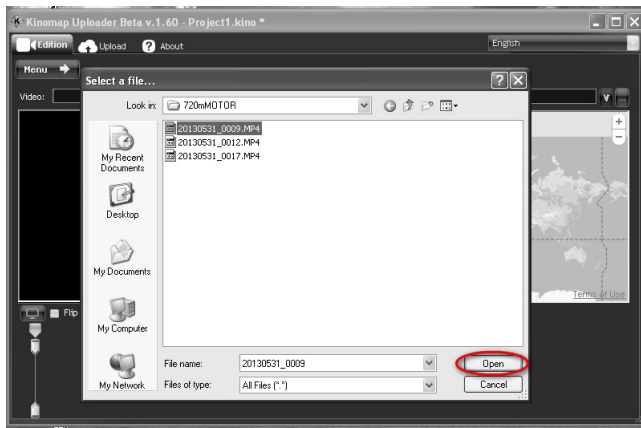 Kinomap Uploader Beta v.1.60 - Project1.kino *
Edition
Upload
? About
English
Menu
Select a file...
Video:
V
Look in:
720mMOTOR
20130531_0009.MP4
20130531_0012.MP4
20130531_0017.MP4
My Recent
Documents
Desktop
My Documents
My Computer
My Network
Flip
Terms of Use
File name:
20130531_0009
Open
Files of type:
All Files (*.*)
Cancel